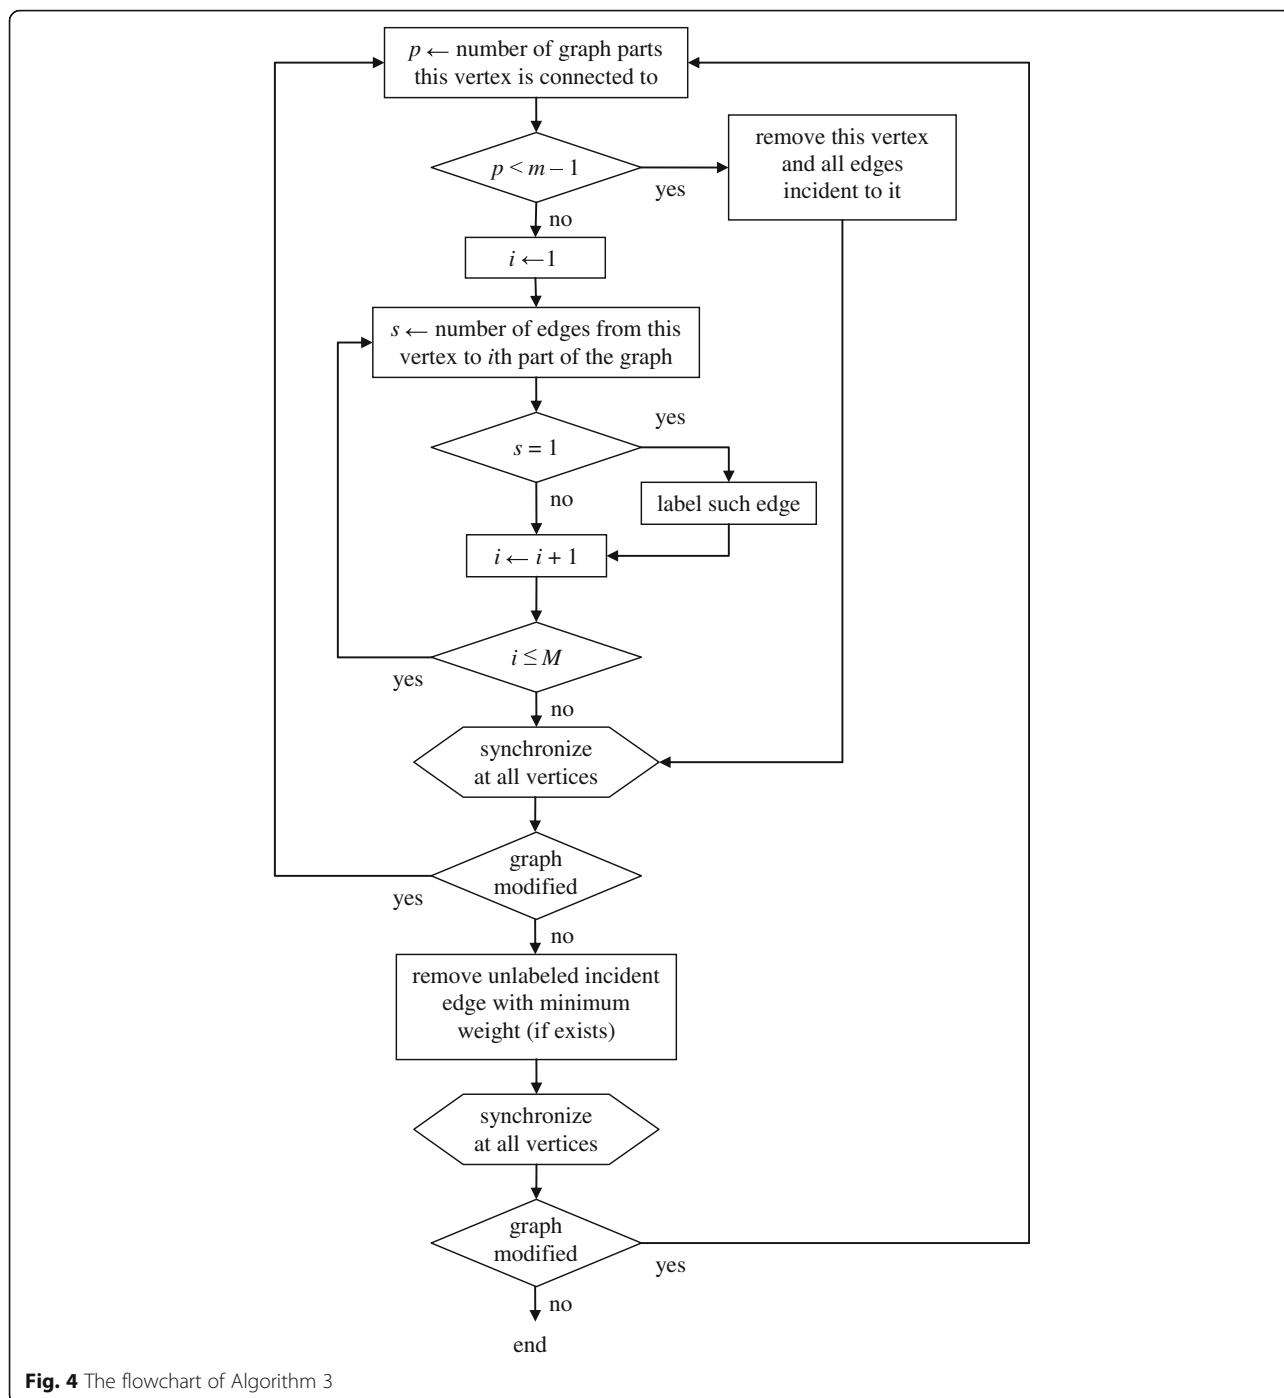 p ← number of graph parts
this vertex is connected to
remove this vertex
and all edges
incident to it
p < m – 1
yes
no
i ← 1
s ← number of edges from this
vertex to ith part of the graph
yes
s = 1
no
label such edge
i ← i + 1
i ≤ M
yes
no
synchronize
at all vertices
graph
modified
yes
no
remove unlabeled incident
edge with minimum
weight (if exists)
synchronize
at all vertices
graph
modified
yes
no
end
Fig. 4 The flowchart of Algorithm 3